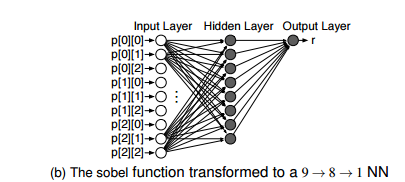 Input Layer Hidden Layer Output Layer
p[0][0] r
p[0][1]
p[0][2]
p[1][0]
p[1][1]
p[1][2]
p[2][0]
p[2][1]
p[2][2]
(b) The sobel function transformed to a 9 → 8 → 1 NN